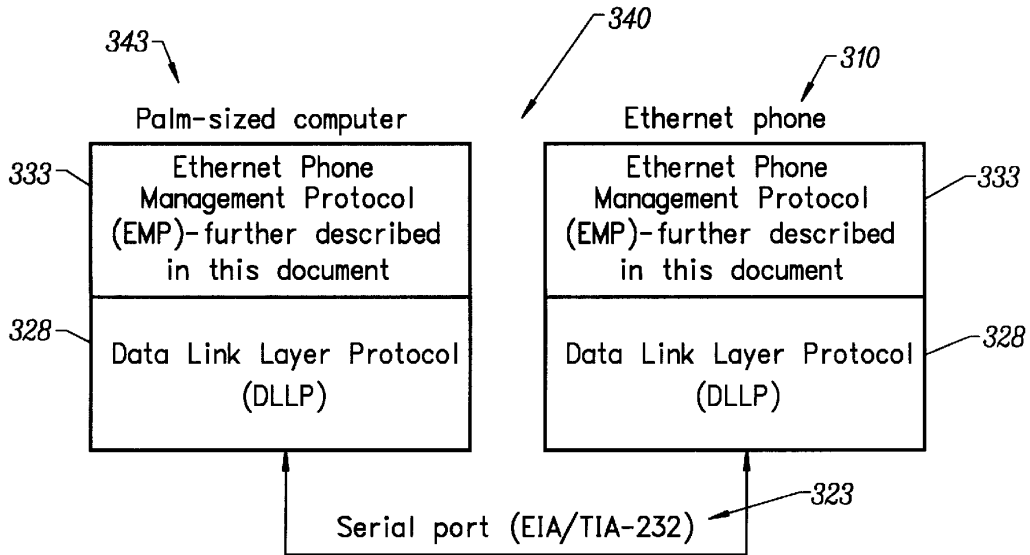 343
340
310
Palm-sized computer
Ethernet phone
333
Ethernet Phone
Management Protocol
(EMP)-further described
in this document
Ethernet Phone
Management Protocol
(EMP)-further described
in this document
333
328
Data Link Layer Protocol
(DLLP)
Data Link Layer Protocol
(DLLP)
328
Serial port (EIA/TIA-232)
323